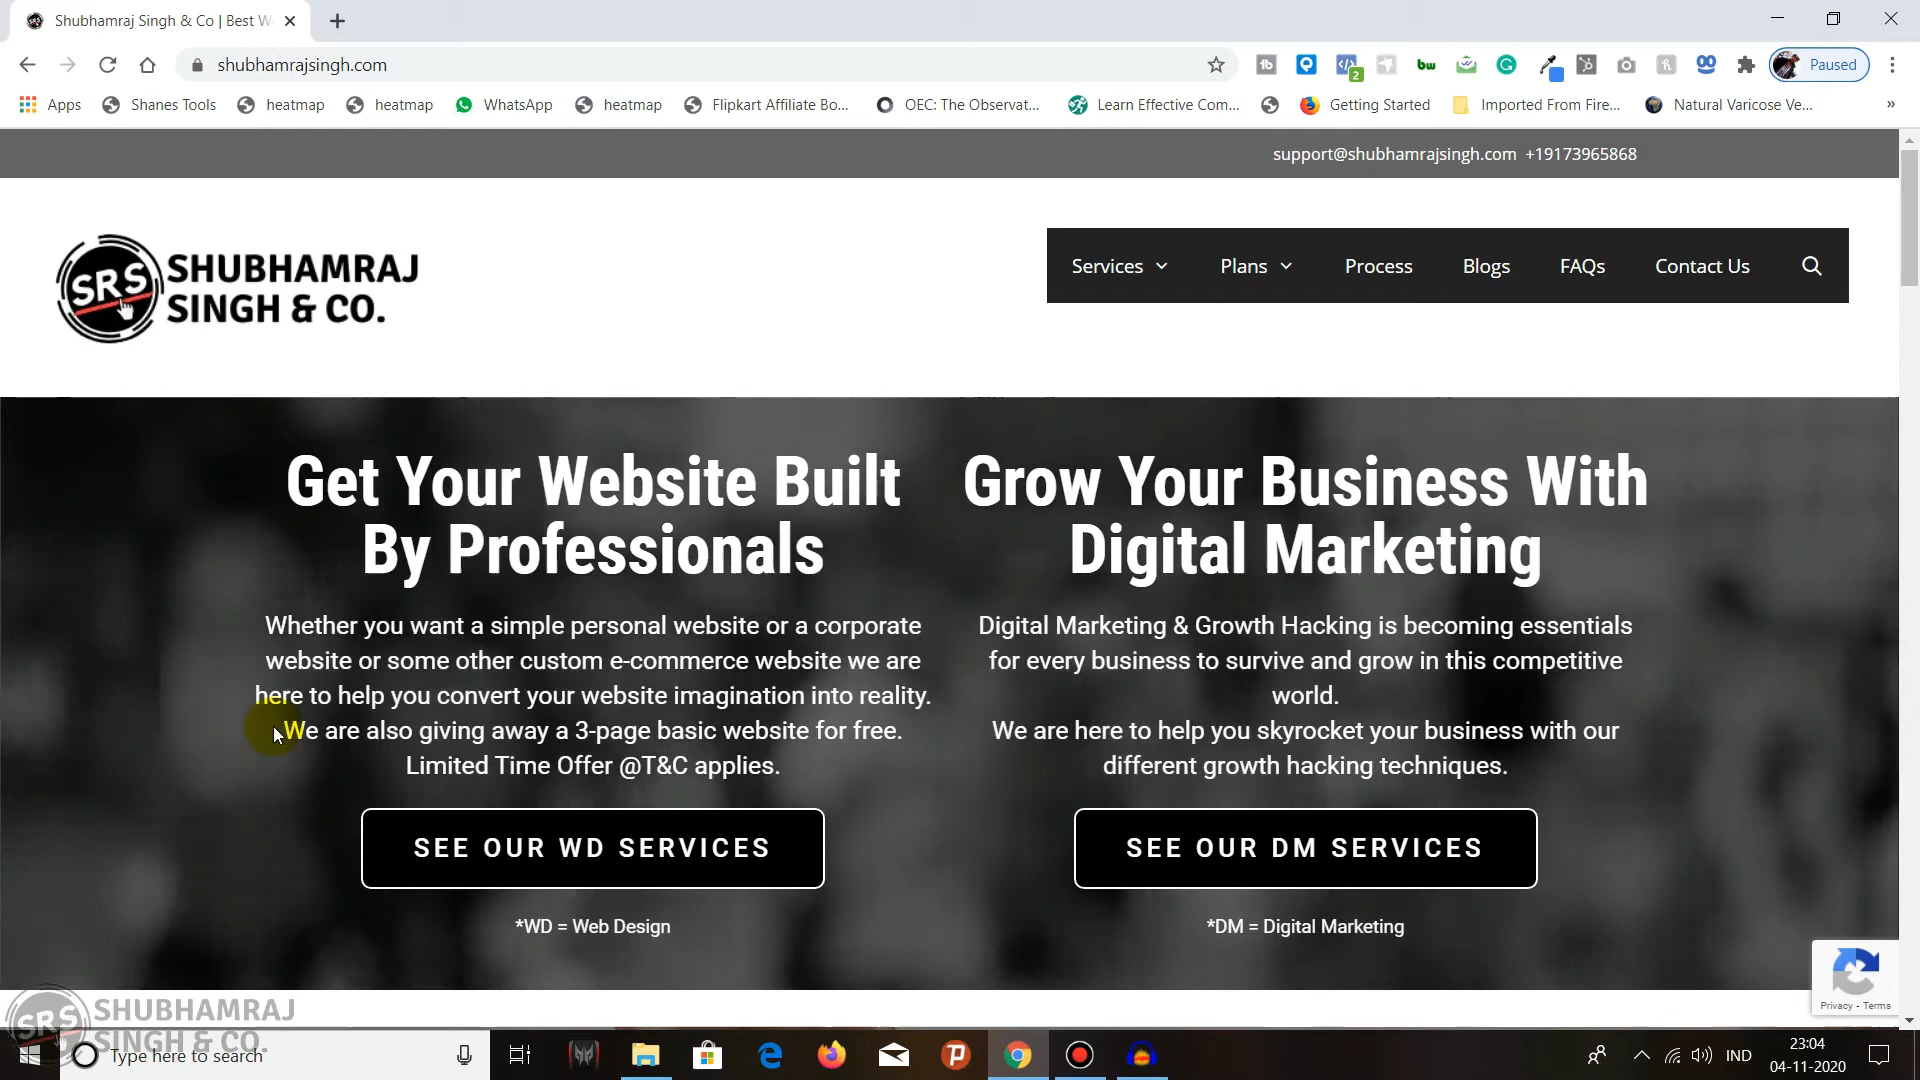 Shubhamraj Singh & Co | Best W
shubhamrajsingh.com
2
bw
Paused
Apps
Shanes Tools
heatmap
heatmap
WhatsApp
heatmap
Flipkart Affiliate Bo...
OEC: The Observat...
Learn Effective Com...
Getting Started
Imported From Fire...
Natural Varicose Ve...
»
support@shubhamrajsingh.com +19173965868
SRS
SHUBHAMRAJ
SINGH & CO.
Services
Plans
Process
Blogs
FAQs
Contact Us
Get Your Website Built
By Professionals
Whether you want a simple personal website or a corporate
website or some other custom e-commerce website we are
here to help you convert your website imagination into reality.
We are also giving away a 3-page basic website for free.
Limited Time Offer @T&C applies.
SEE OUR WD SERVICES
*WD = Web Design
Grow Your Business With
Digital Marketing
Digital Marketing & Growth Hacking is becoming essentials
for every business to survive and grow in this competitive
world.
We are here to help you skyrocket your business with our
different growth hacking techniques.
SEE OUR DM SERVICES
*DM = Digital Marketing
Privacy - Terms
SRS
SHUBHAMRAJ
SINGH & CO.
Type here to search
IND
23:04
04-11-2020